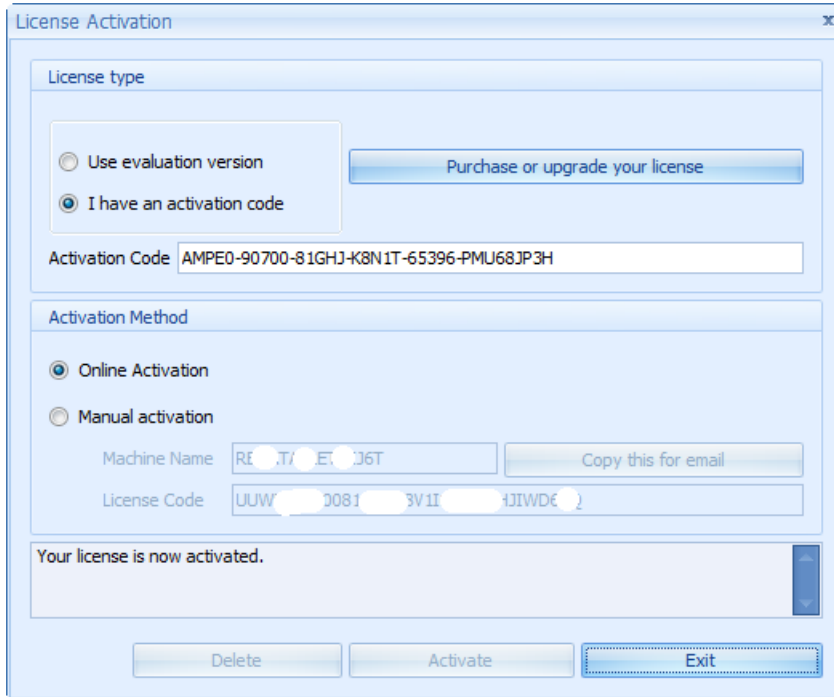 License Activation
License type
Use evaluation version
Purchase or upgrade your license
I have an activation code
Activation Code AMPE0-90700-81GHJ-K8N1T-65396-PMU68JP3H
Activation Method
Online Activation
Manual activation
Machine Name
Copy this for email
License Code
Your license is now activated.
Delete Activate Exit